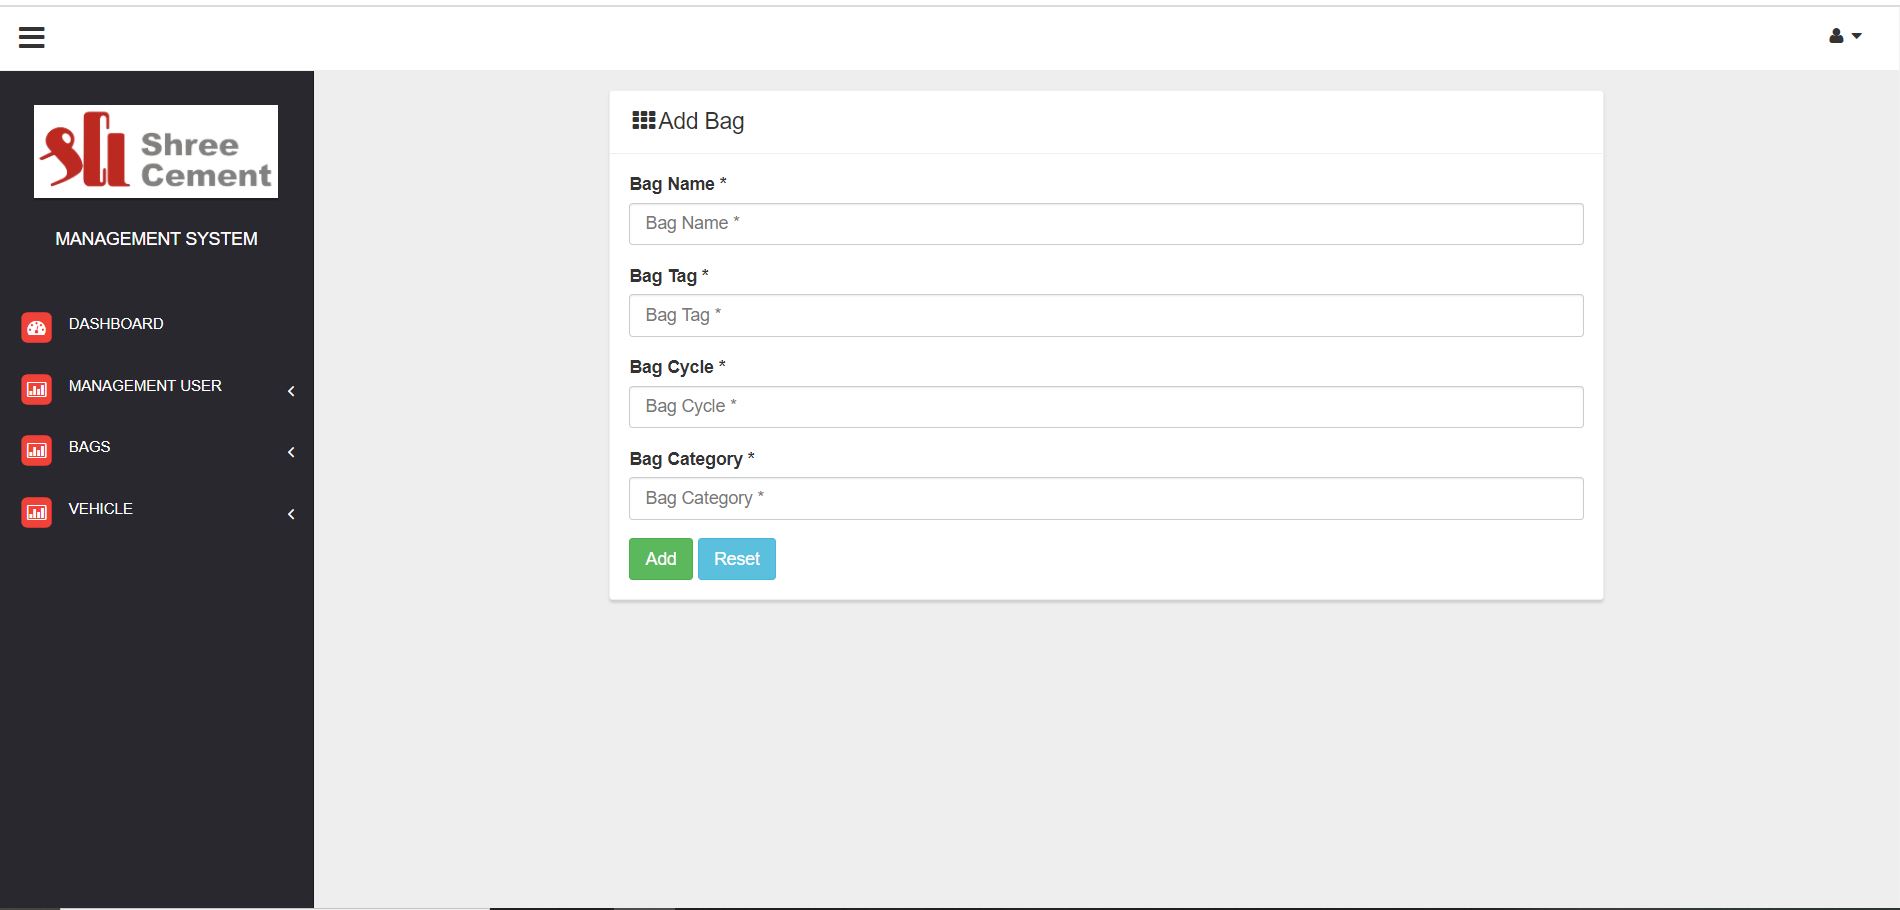 Shree
Cement
MANAGEMENT SYSTEM
DASHBOARD
MANAGEMENT USER
BAGS
VEHICLE
Add Bag
Bag Name *
Bag Name *
Bag Tag *
Bag Tag *
Bag Cycle *
Bag Cycle *
Bag Category *
Bag Category *
Add Reset